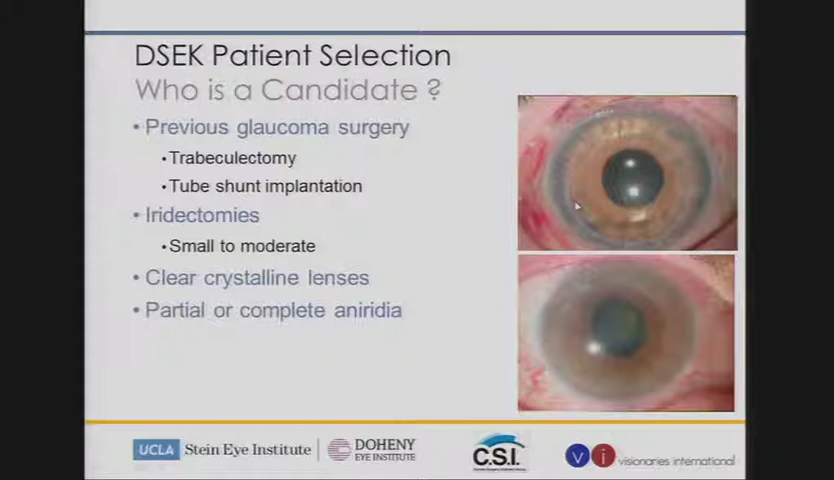 DSEK Patient Selection
Who is a Candidate ?
• Previous glaucoma surgery
• Trabeculectomy
• Tube shunt implantation
• Iridectomies
• Small to moderate
• Clear crystalline lenses
• Partial or complete aniridia
UCLA Stein Eye Institute
DOHENY
EYE INSTITUTE
C.S.I.
vi visionaries international